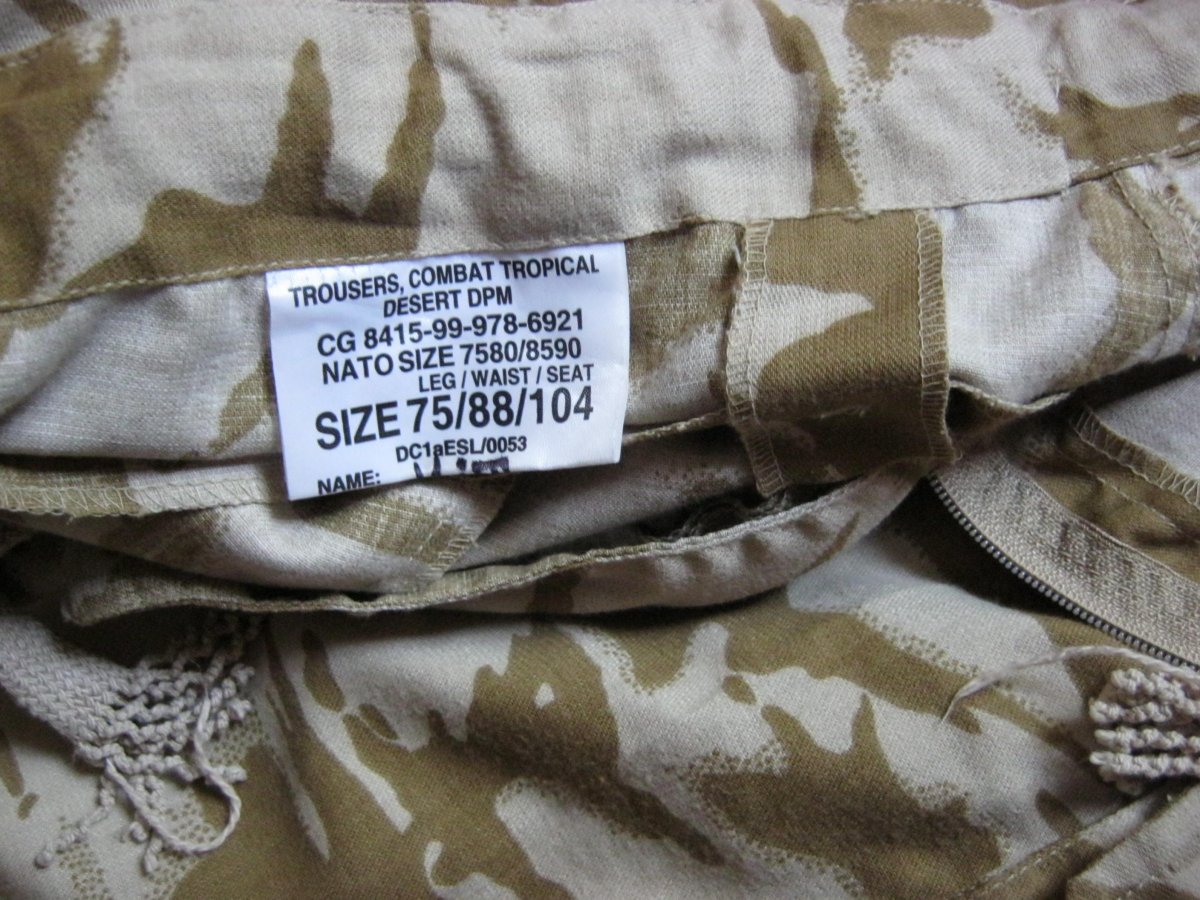 TROUSERS, COMBAT TROPICAL
DESERT DPM
CG 8415-99-978-6921
NATO SIZE 7580/8590
LEG / WAIST / SEAT
SIZE 75/88/104
DC1aESL/0053
NAME: